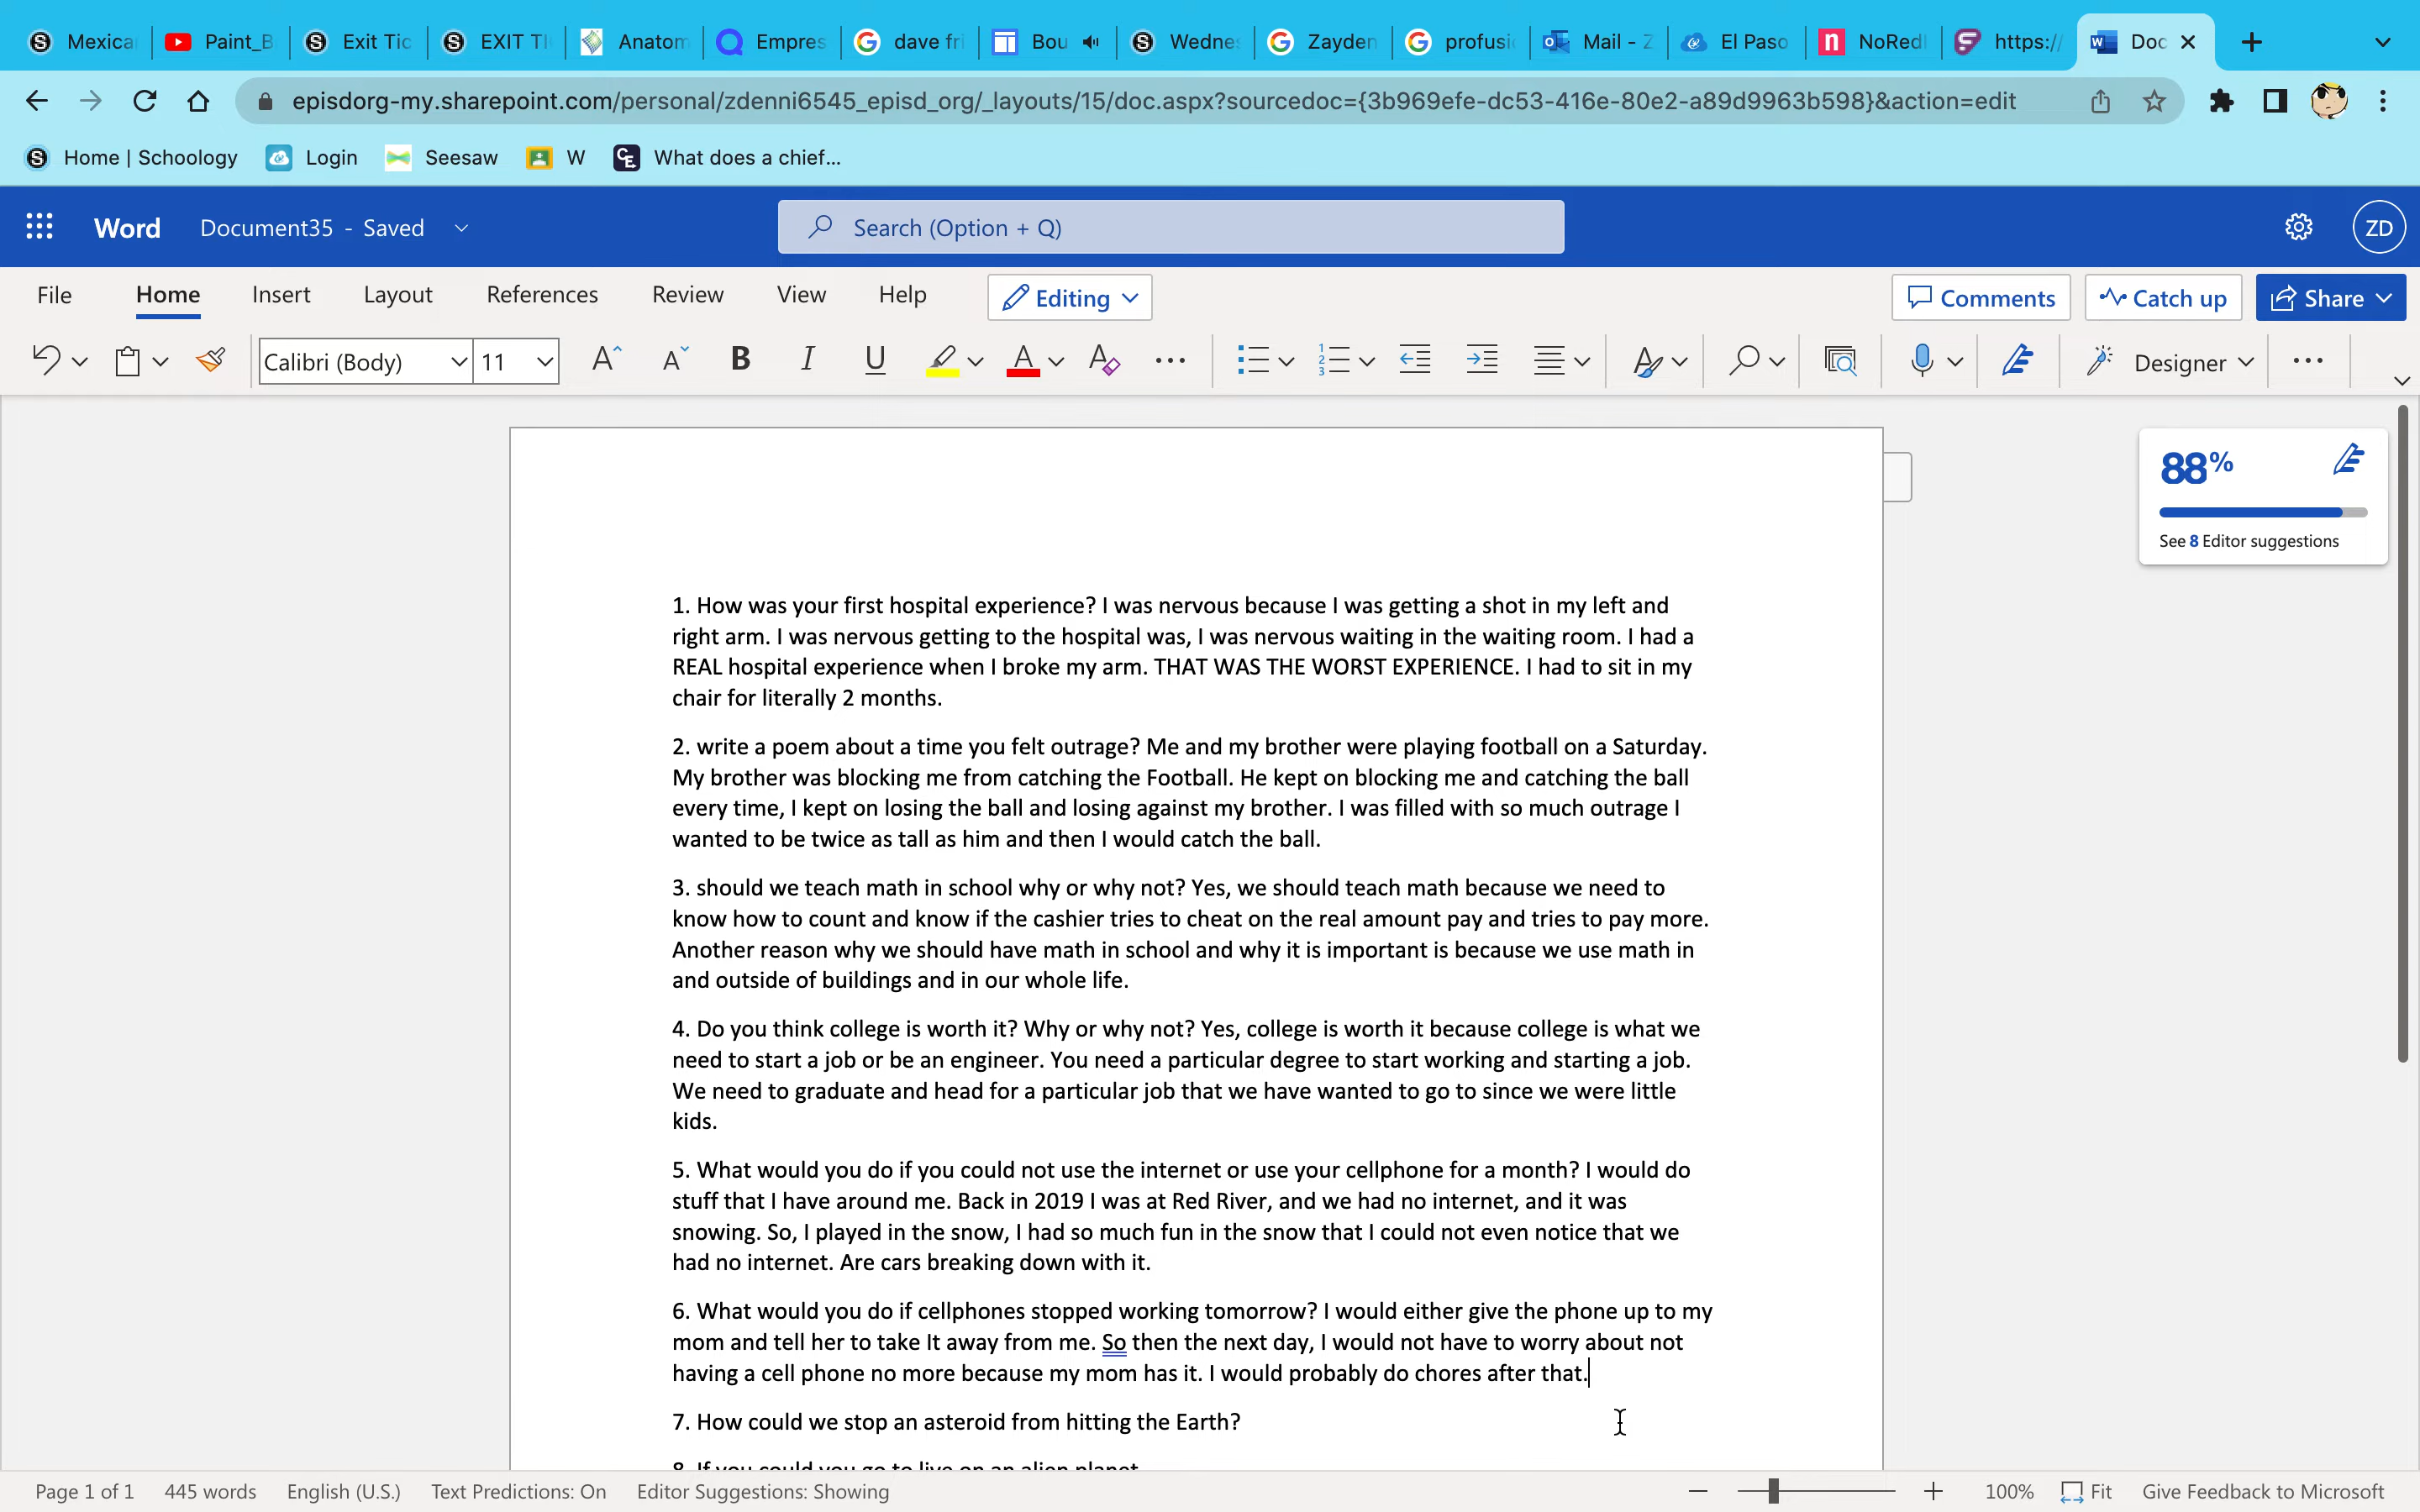 Mexica Paint_B Exit Tic EXIT TI Anatom Empres dave fri Bou Wedne Zayden profusi Mail - Z El Paso NoRed https:// Doc
episdorg-my.sharepoint.com/personal/zdenni6545_episd_org/_layouts/15/doc.aspx?sourcedoc={3b969efe-dc53-416e-80e2-a89d9963b598}&action=edit
Home | Schoology Login Seesaw W What does a chief...
Word Document35 - Saved Search (Option + Q) ZD
File Home Insert Layout References Review View Help Editing Comments Catch up Share
Calibri (Body) 11 Designer
88%
See 8 Editor suggestions
1. How was your first hospital experience? I was nervous because I was getting a shot in my left and
right arm. I was nervous getting to the hospital was, I was nervous waiting in the waiting room. I had a
REAL hospital experience when I broke my arm. THAT WAS THE WORST EXPERIENCE. I had to sit in my
chair for literally 2 months.
2. write a poem about a time you felt outrage? Me and my brother were playing football on a Saturday.
My brother was blocking me from catching the Football. He kept on blocking me and catching the ball
every time, I kept on losing the ball and losing against my brother. I was filled with so much outrage I
wanted to be twice as tall as him and then I would catch the ball.
3. should we teach math in school why or why not? Yes, we should teach math because we need to
know how to count and know if the cashier tries to cheat on the real amount pay and tries to pay more.
Another reason why we should have math in school and why it is important is because we use math in
and outside of buildings and in our whole life.
4. Do you think college is worth it? Why or why not? Yes, college is worth it because college is what we
need to start a job or be an engineer. You need a particular degree to start working and starting a job.
We need to graduate and head for a particular job that we have wanted to go to since we were little
kids.
5. What would you do if you could not use the internet or use your cellphone for a month? I would do
stuff that I have around me. Back in 2019 I was at Red River, and we had no internet, and it was
snowing. So, I played in the snow, I had so much fun in the snow that I could not even notice that we
had no internet. Are cars breaking down with it.
6. What would you do if cellphones stopped working tomorrow? I would either give the phone up to my
mom and tell her to take It away from me. So then the next day, I would not have to worry about not
having a cell phone no more because my mom has it. I would probably do chores after that.
7. How could we stop an asteroid from hitting the Earth?
8. If you could you go to live on an alien planet
Page 1 of 1 445 words English (U.S.) Text Predictions: On Editor Suggestions: Showing 100% Fit Give Feedback to Microsoft